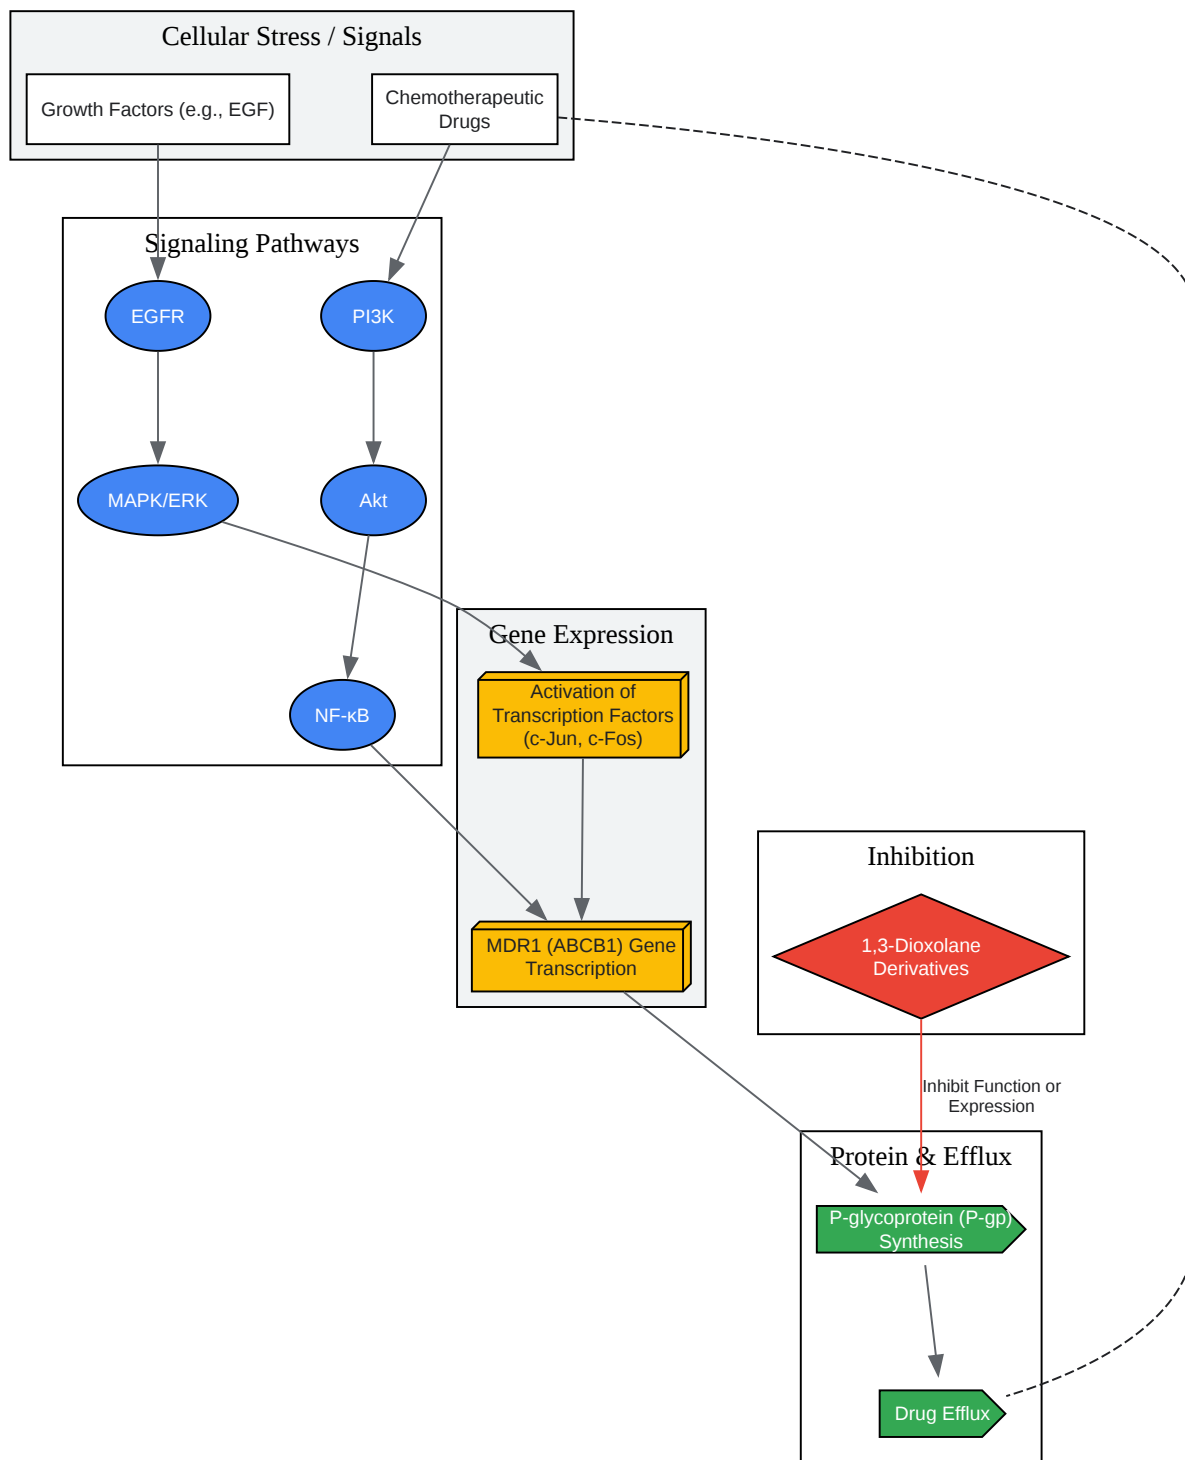 Cellular Stress / Signals
Growth Factors (e.g., EGF)
Chemotherapeutic
Drugs
Signaling Pathways
EGFR
PI3K
MAPK/ERK
Akt
Gene Expression
Activation of
Transcription Factors
(c-Jun, c-Fos)
NF-κB
Inhibition
MDR1 (ABCB1) Gene
Transcription
1,3-Dioxolane
Derivatives
Inhibit Function or
Expression
Protein & Efflux
P-glycoprotein (P-gp)
Synthesis
Drug Efflux